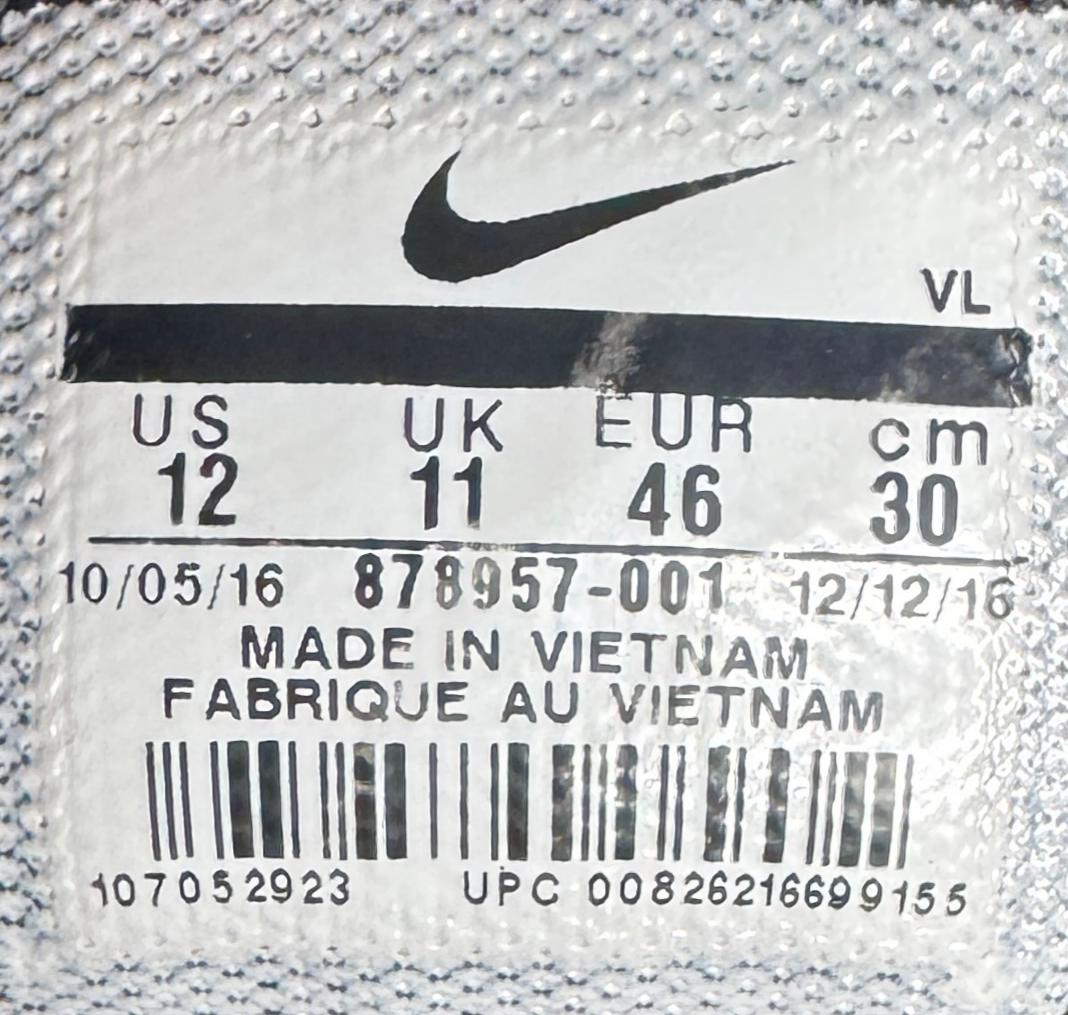 VL
US UK EUR cm
12 11 46 30
10/05/16 878957-001 12/12/16
MADE IN VIETNAM
FABRIQUE AU VIETNAM
107052923 UPC 00826216699155